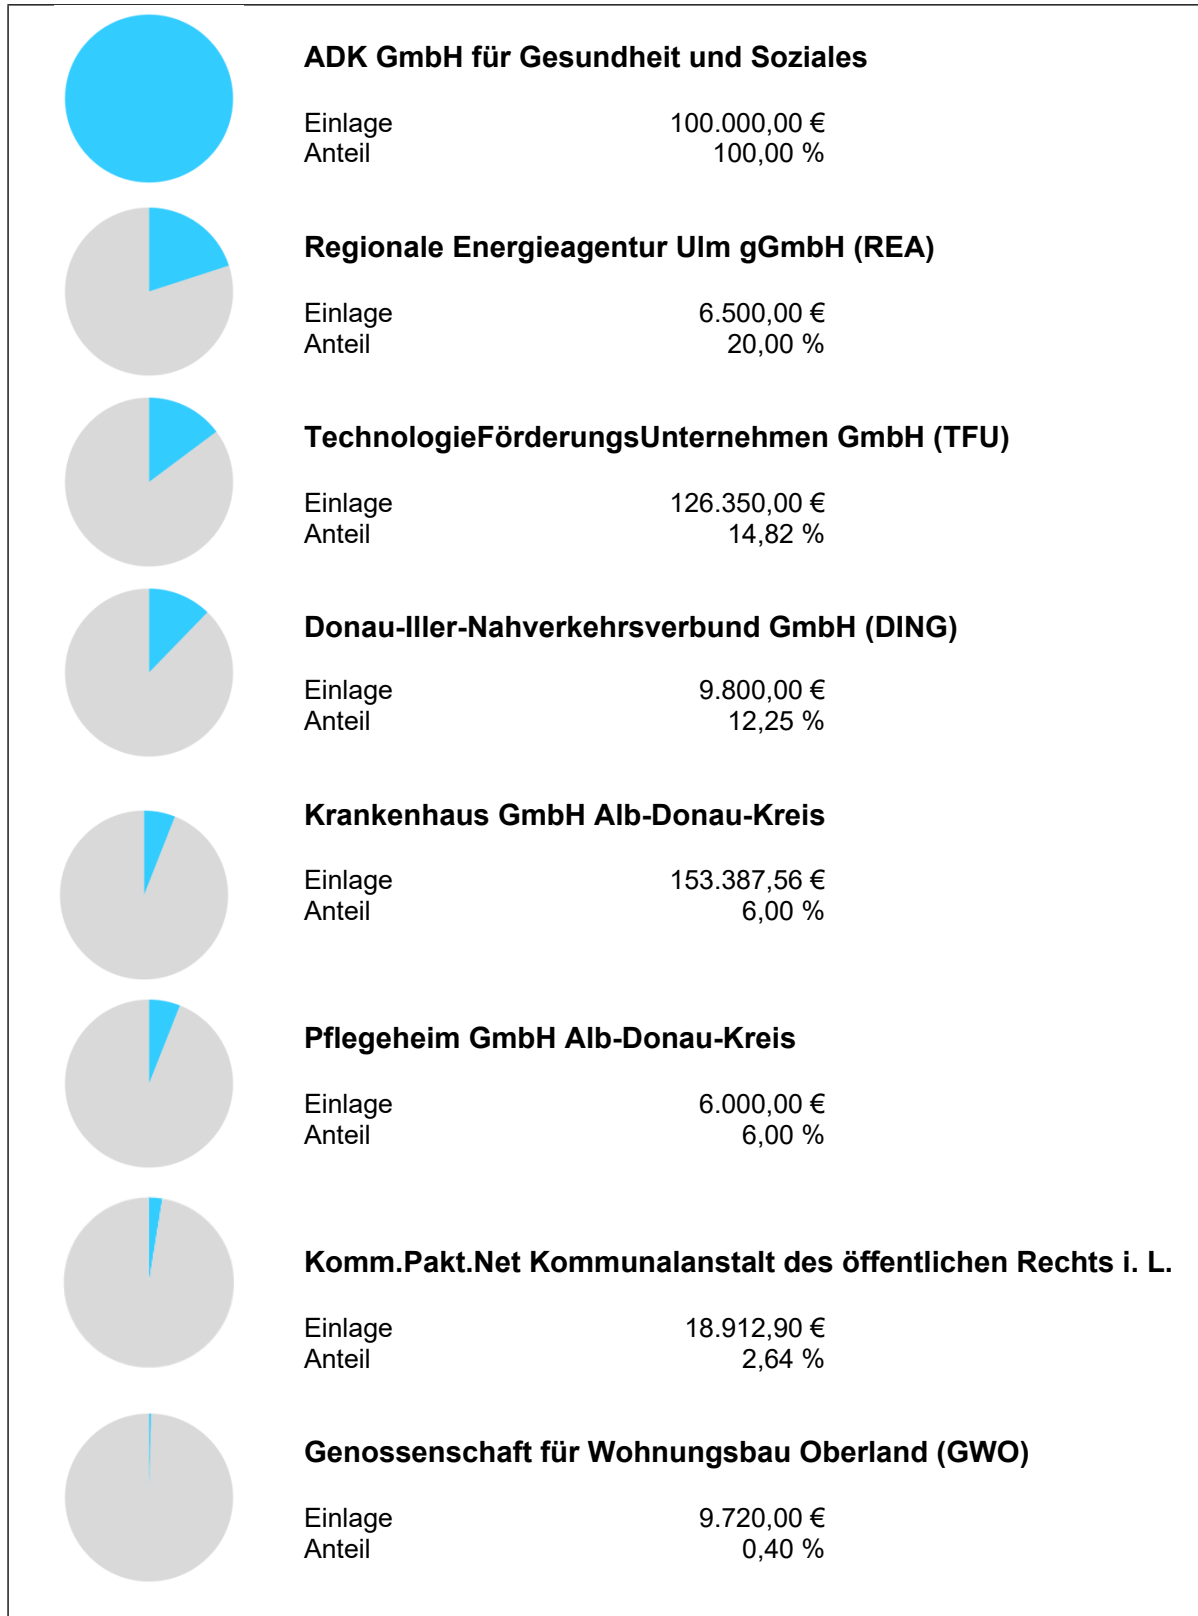 ADK GmbH für Gesundheit und Soziales
Einlage 100.000,00 €
Anteil 100,00 %
Regionale Energieagentur Ulm gGmbH (REA)
Einlage 6.500,00 €
Anteil 20,00 %
TechnologieFörderungsUnternehmen GmbH (TFU)
Einlage 126.350,00 €
Anteil 14,82 %
Donau-Iller-Nahverkehrsverbund GmbH (DING)
Einlage 9.800,00 €
Anteil 12,25 %
Krankenhaus GmbH Alb-Donau-Kreis
Einlage 153.387,56 €
Anteil 6,00 %
Pflegeheim GmbH Alb-Donau-Kreis
Einlage 6.000,00 €
Anteil 6,00 %
Komm.Pakt.Net Kommunalanstalt des öffentlichen Rechts i. L.
Einlage 18.912,90 €
Anteil 2,64 %
Genossenschaft für Wohnungsbau Oberland (GWO)
Einlage 9.720,00 €
Anteil 0,40 %